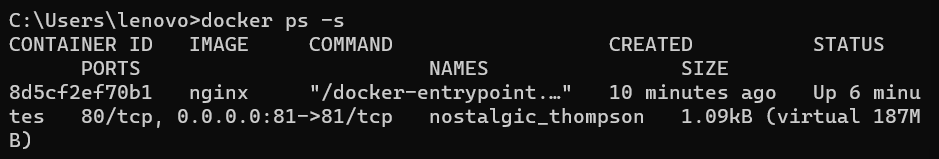 C:\Users\lenovo>docker ps -s
CONTAINER ID   IMAGE     COMMAND                  CREATED          STATUS
      PORTS                        NAMES                SIZE
8d5cf2ef70b1   nginx     "/docker-entrypoint.…"   10 minutes ago   Up 6 minu
tes   80/tcp, 0.0.0.0:81->81/tcp   nostalgic_thompson   1.09kB (virtual 187M
B)